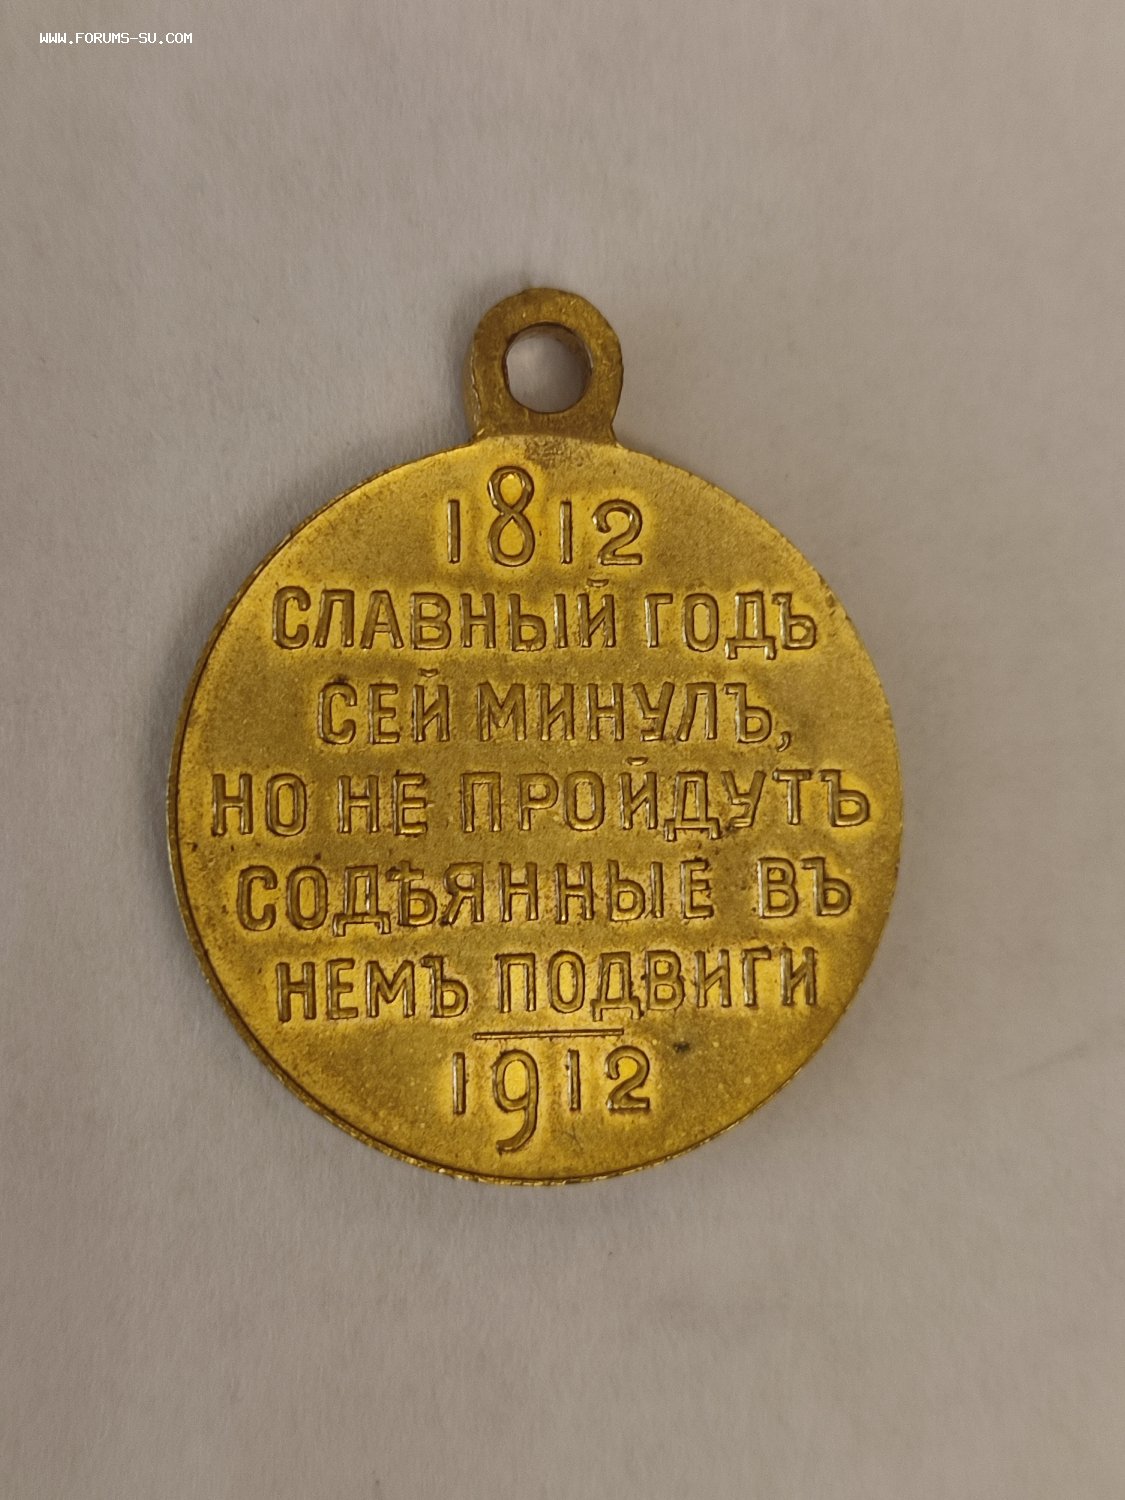 WWW.FORUMS-SU.COM
1812
СЛАВНЫЙ ГОДЪ
СЕЙ МИНУЛЪ,
НО НЕ ПРОЙДУТЪ
СОДѢЯННЫЕ ВЪ
НЕМЪ ПОДВИГИ
1912